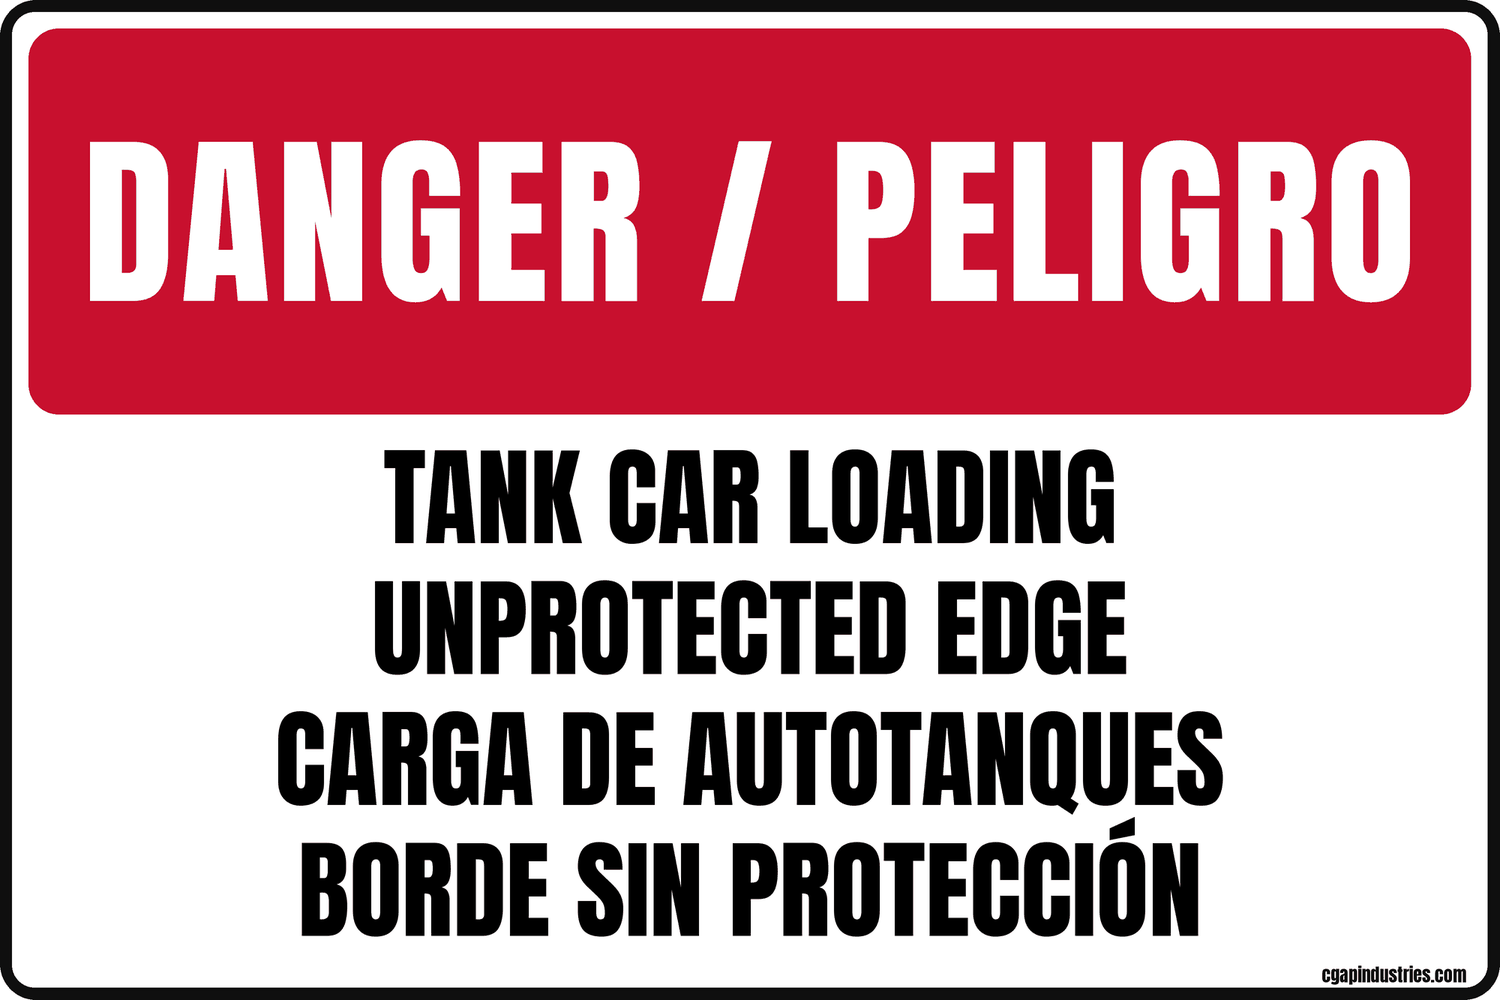 DANGER / PELIGRO
TANK CAR LOADING
UNPROTECTED EDGE
CARGA DE AUTOTANQUES
BORDE SIN PROTECCIÓN
cgapindustries.com